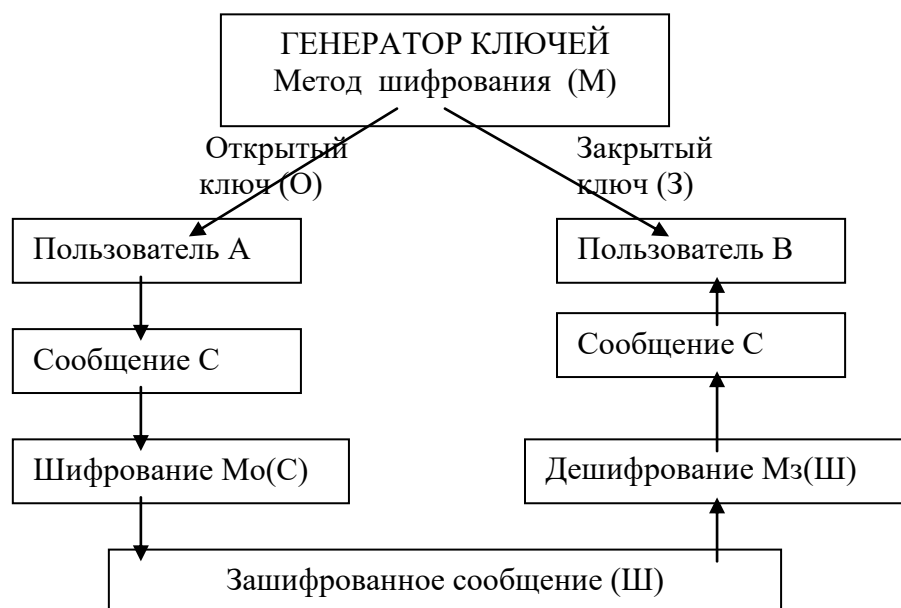 ГЕНЕРАТОР КЛЮЧЕЙ
Метод шифрования (М)
Открытый
ключ (О)
Закрытый
ключ (З)
Пользователь А
Пользователь В
Сообщение С
Сообщение С
Шифрование Мо(С)
Дешифрование Мз(Ш)
Зашифрованное сообщение (Ш)